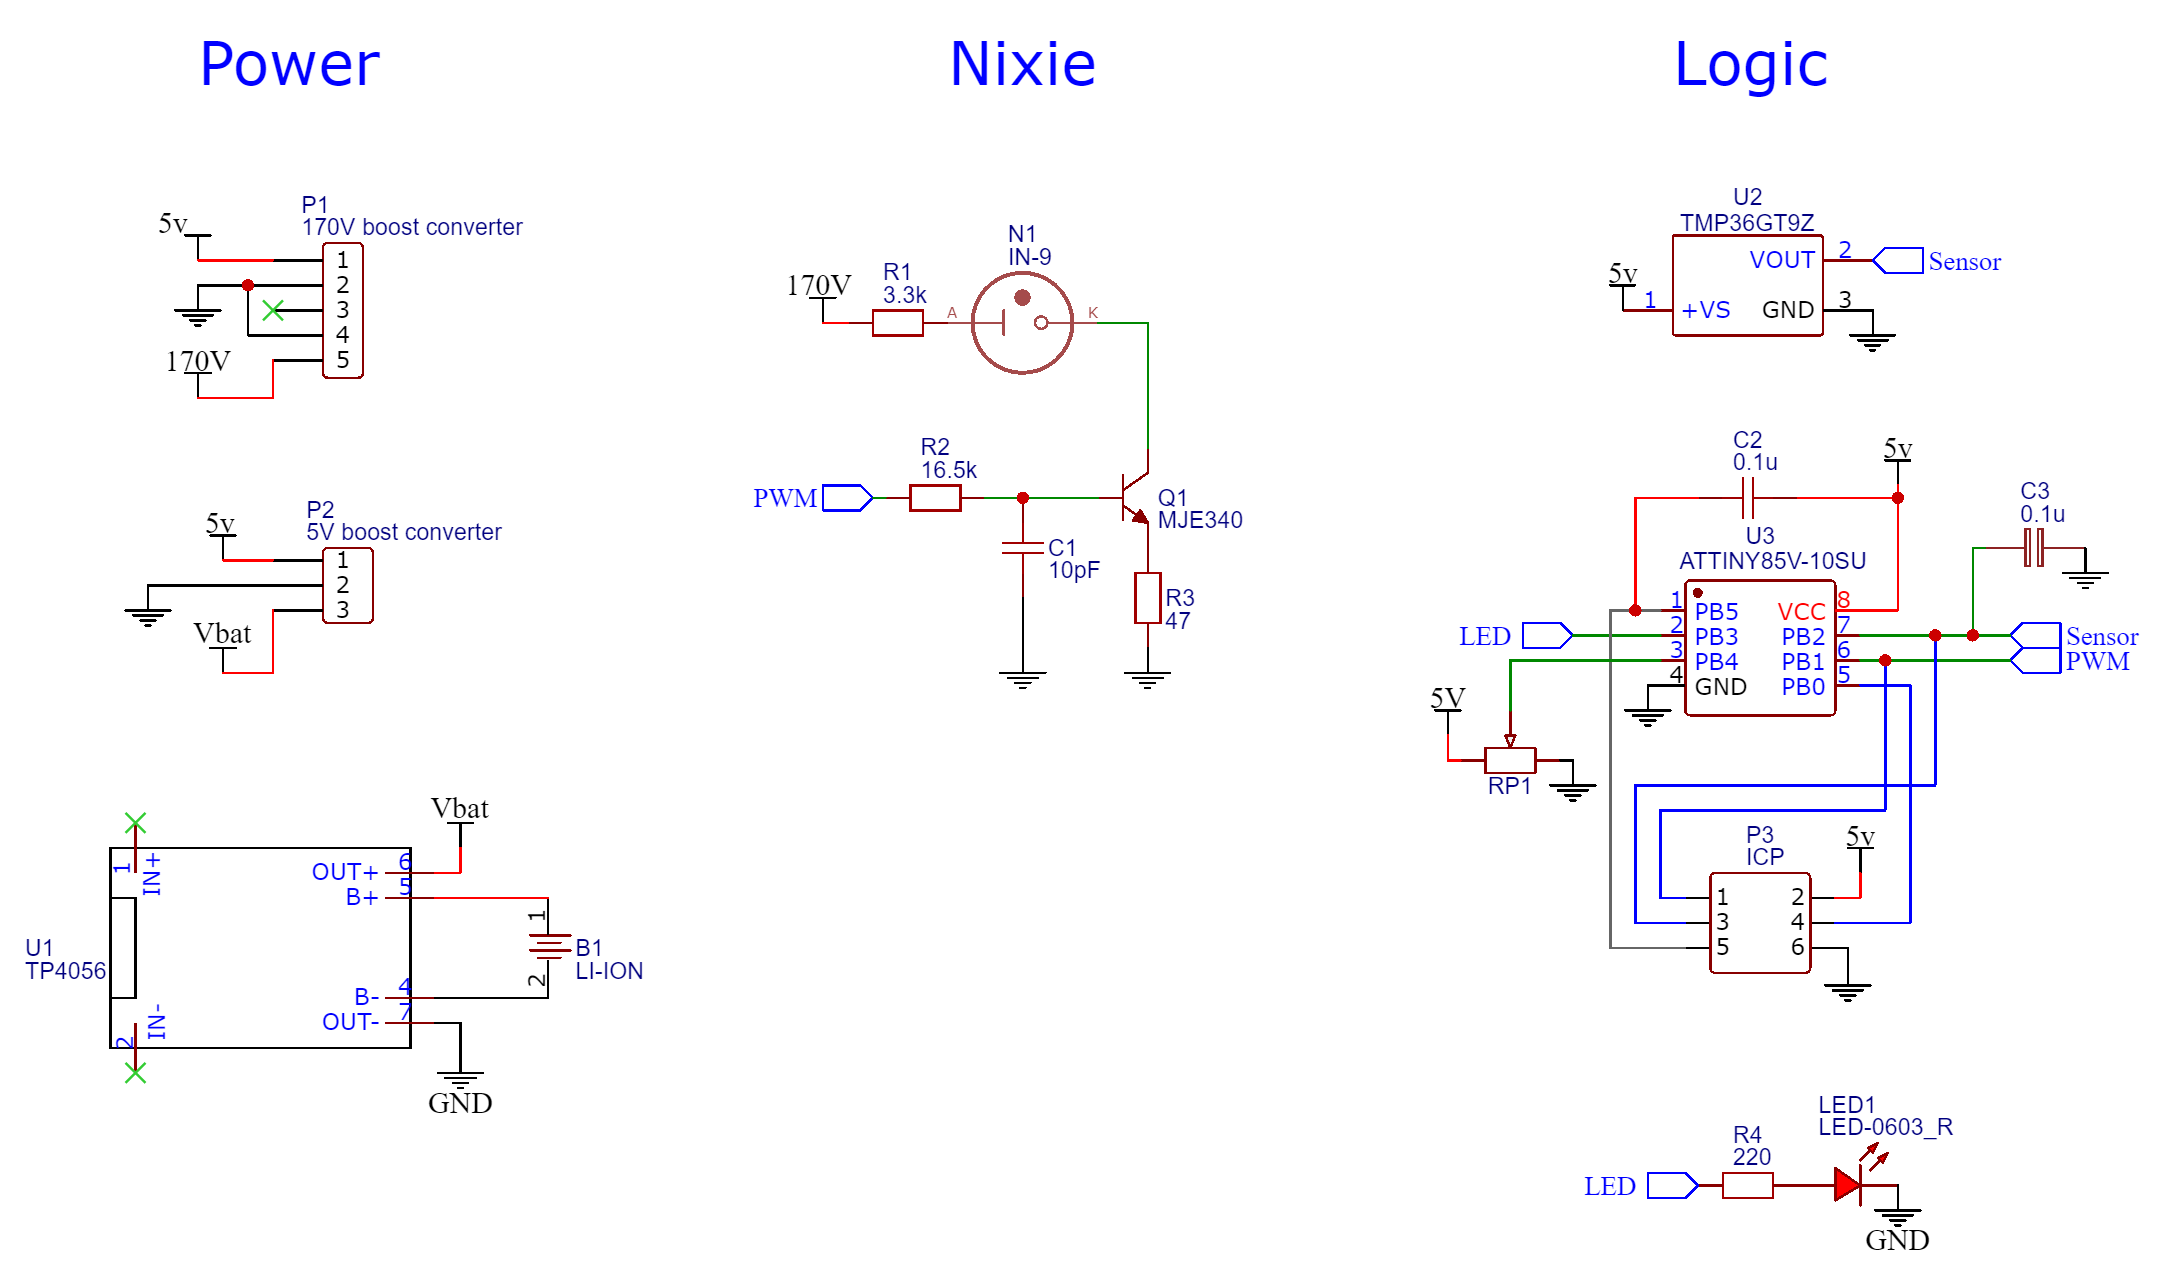 Power
Nixie
Logic
P1
170V boost converter
5v
1
2
3
4
5
170V
P2
5V boost converter
5v
1
2
3
Vbat
Vbat
1
IN+
OUT+
6
B+
5
U1
TP4056
1
B1
LI-ION
2
B-
4
OUT-
7
IN-
2
GND
N1
IN-9
170V
R1
3.3k
A
K
R2
16.5k
PWM
Q1
MJE340
C1
10pF
R3
47
U2
TMP36GT9Z
VOUT
2
Sensor
5v
1
+VS
GND
3
C2
0.1u
5v
C3
0.1u
U3
ATTINY85V-10SU
1
PB5
VCC
8
LED
2
PB3
PB2
7
Sensor
3
PB4
PB1
6
PWM
4
GND
PB0
5
5V
RP1
P3
ICP
5v
1
2
3
4
5
6
LED1
LED-0603_R
R4
220
LED
GND